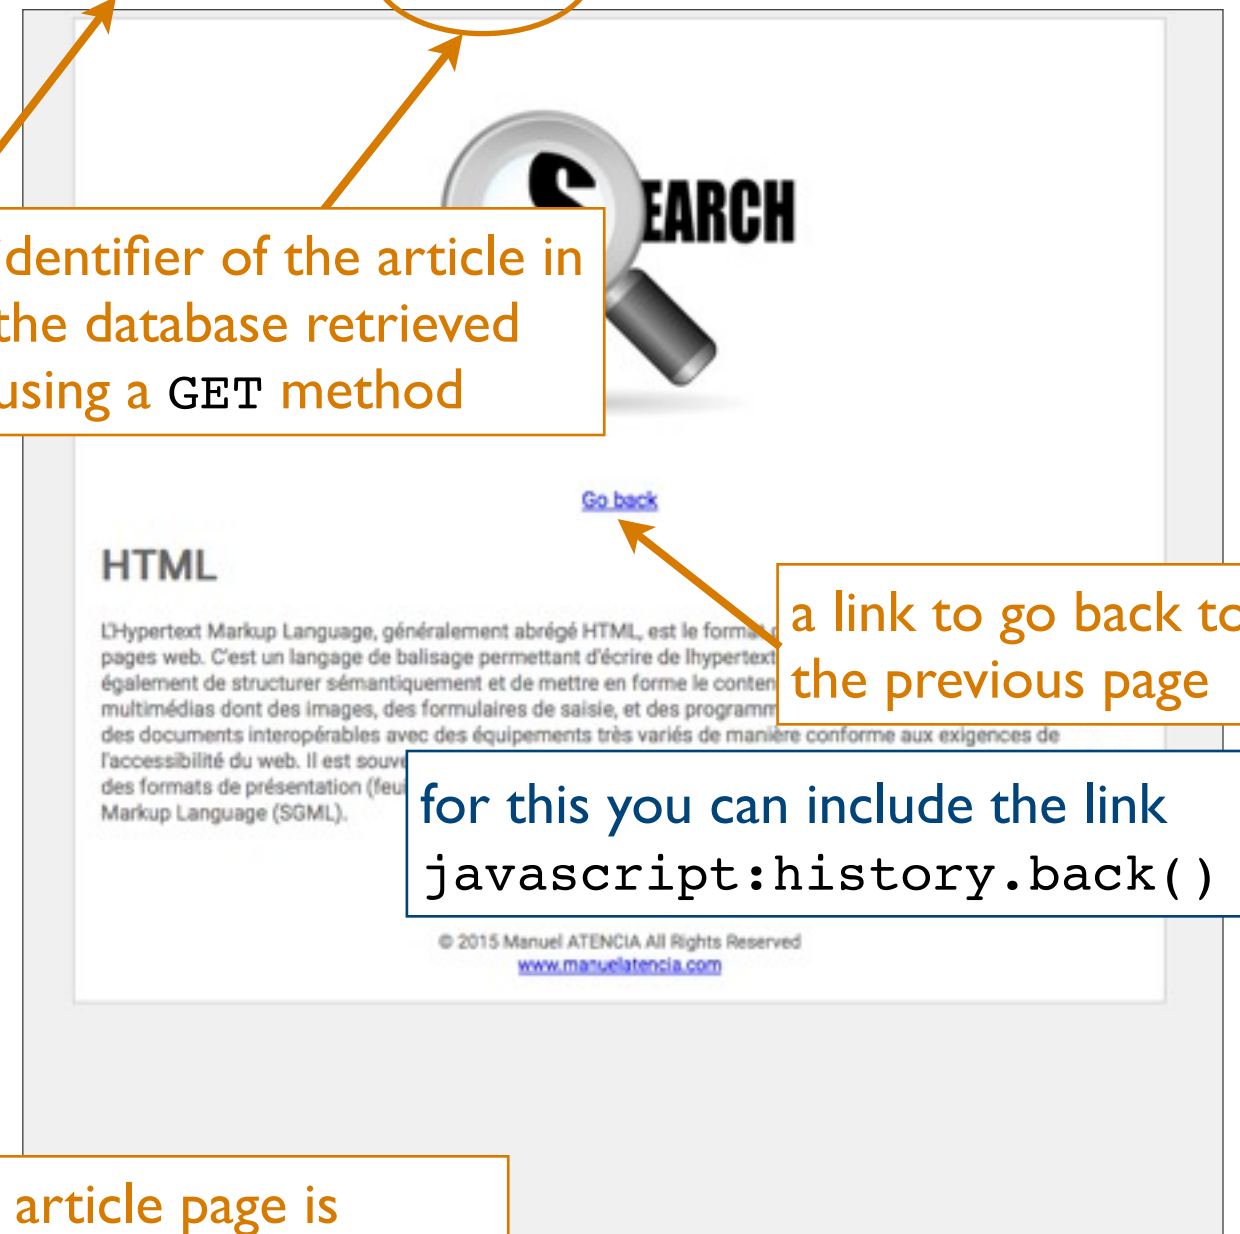 SEARCH
dentifier of the article in
the database retrieved
using a GET method
Go back
HTML
L'Hypertext Markup Language, généralement abrégé HTML, est le format
pages web. C'est un langage de balisage permettant d'écrire de lhypertext
également de structurer sémantiquement et de mettre en forme le conten
multimédias dont des images, des formulaires de saisie, et des programm
des documents interopérables avec des équipements très variés de manière conforme aux exigences de
l'accessibilité du web. Il est souve
des formats de présentation (feui
Markup Language (SGML).
a link to go back to
the previous page
for this you can include the link
javascript:history.back()
© 2015 Manuel ATENCIA All Rights Reserved
www.manuelatencia.com
article page is